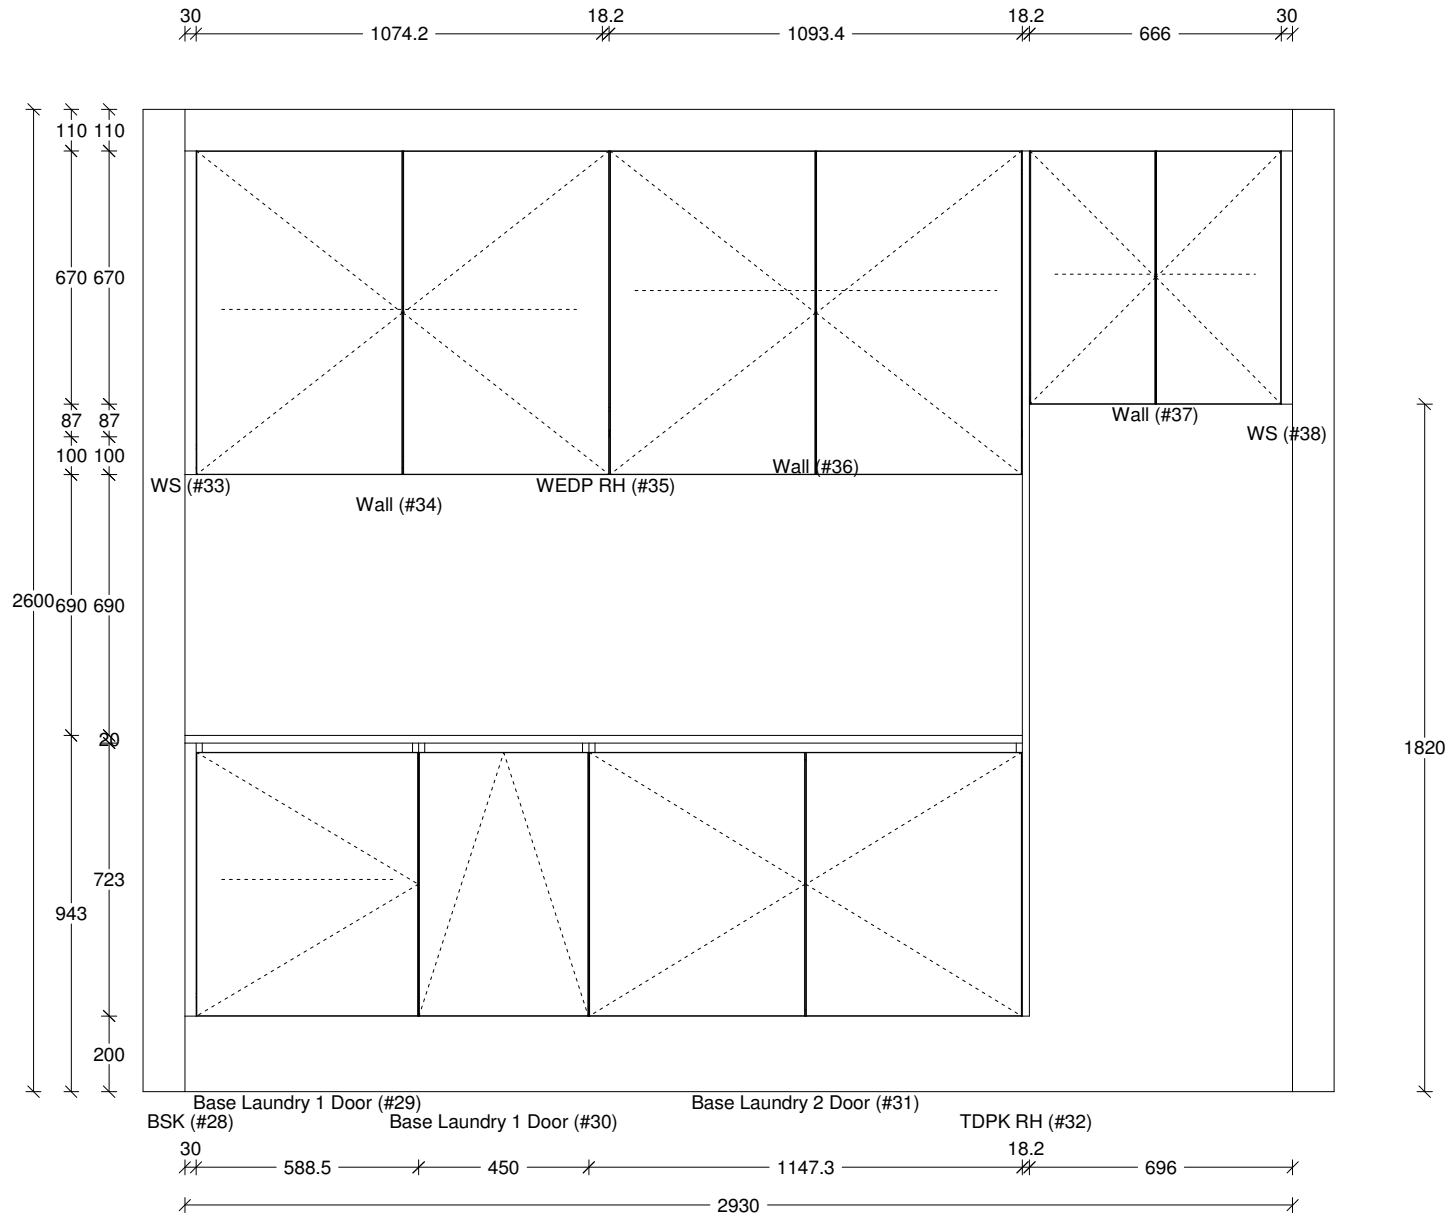 30 18.2 18.2 30
1074.2 1093.4 666
110 110
670 670
87 87
Wall (#37)
WS (#38)
100 100
Wall (#36)
WS (#33) WEDP RH (#35)
Wall (#34)
2600 690 690
20
1820
723
943
200
Base Laundry 1 Door (#29) Base Laundry 2 Door (#31)
BSK (#28) Base Laundry 1 Door (#30) TDPK RH (#32)
30 18.2
588.5 450 1147.3 696
2930